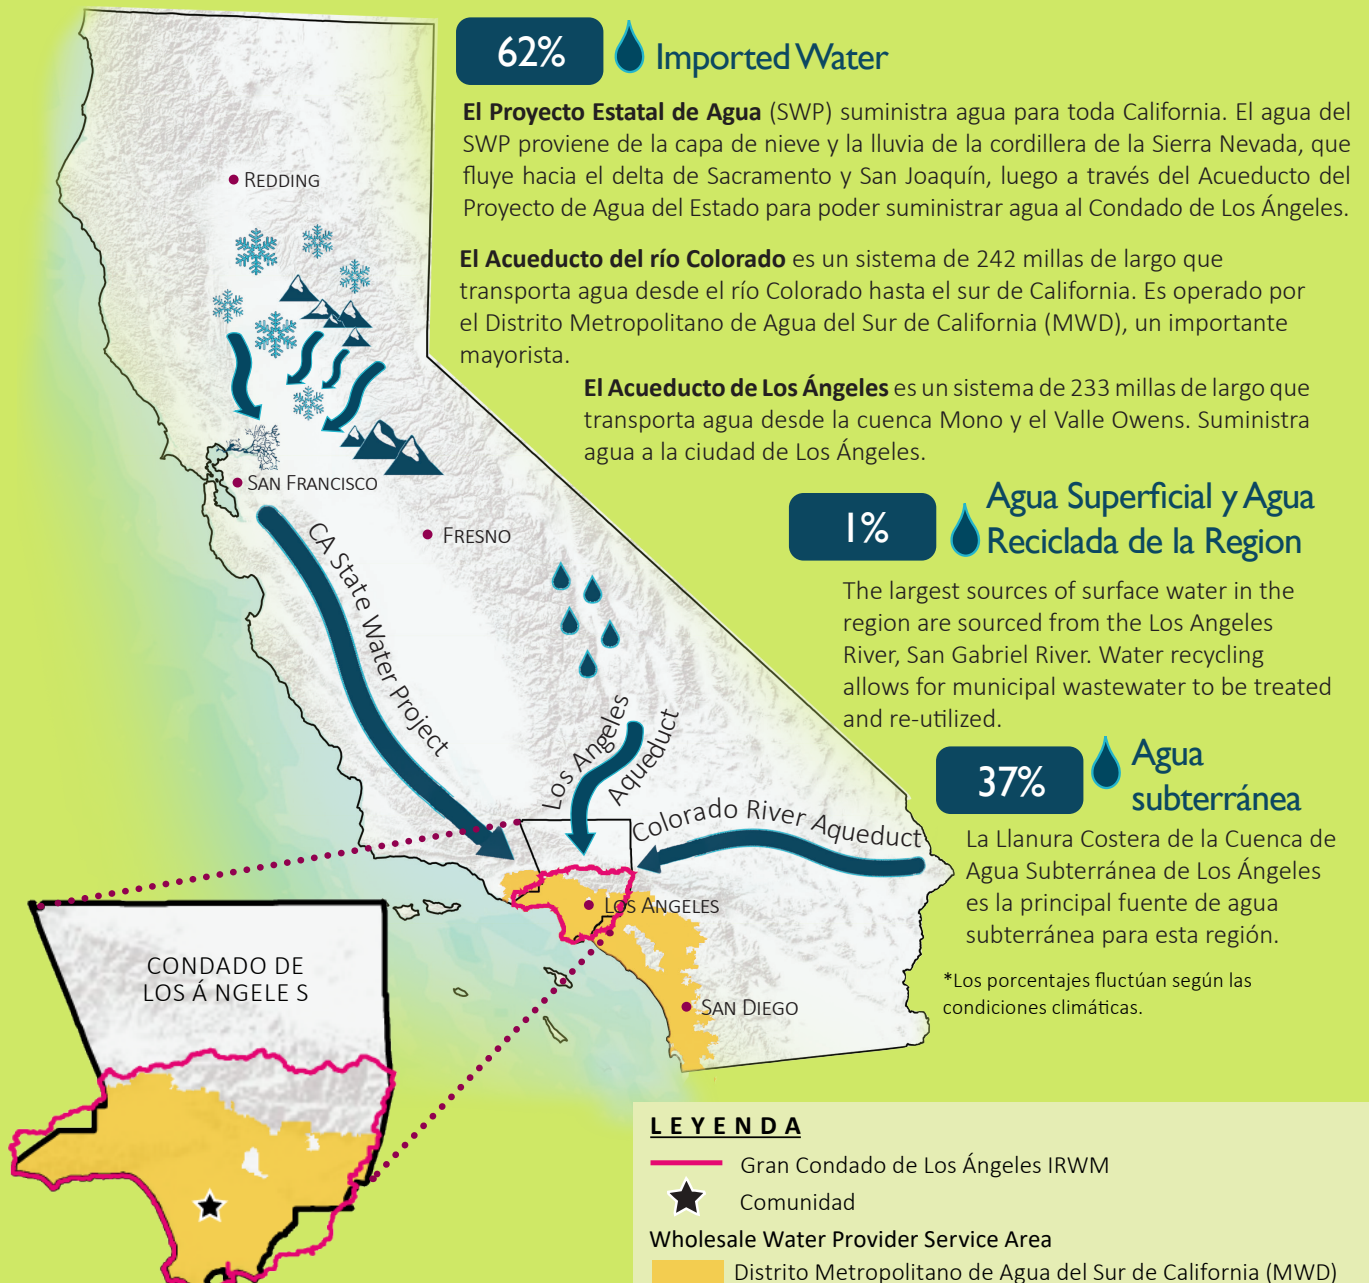 62%
Imported Water
El Proyecto Estatal de Agua (SWP) suministra agua para toda California. El agua del
SWP proviene de la capa de nieve y la lluvia de la cordillera de la Sierra Nevada, que
fluye hacia el delta de Sacramento y San Joaquín, luego a través del Acueducto del
Proyecto de Agua del Estado para poder suministrar agua al Condado de Los Ángeles.
El Acueducto del río Colorado es un sistema de 242 millas de largo que
transporta agua desde el río Colorado hasta el sur de California. Es operado por
el Distrito Metropolitano de Agua del Sur de California (MWD), un importante
mayorista.
El Acueducto de Los Ángeles es un sistema de 233 millas de largo que
transporta agua desde la cuenca Mono y el Valle Owens. Suministra
agua a la ciudad de Los Ángeles.
1%
Agua Superficial y Agua
Reciclada de la Region
The largest sources of surface water in the
region are sourced from the Los Angeles
River, San Gabriel River. Water recycling
allows for municipal wastewater to be treated
and re-utilized.
37%
Agua
subterránea
La Llanura Costera de la Cuenca de
Agua Subterránea de Los Ángeles
es la principal fuente de agua
subterránea para esta región.
*Los porcentajes fluctúan según las
condiciones climáticas.
REDDING
SAN FRANCISCO
FRESNO
CA State Water Project
Los Angeles
Aqueduct
Colorado River Aqueduct
LOS ANGELES
SAN DIEGO
CONDADO DE
LOS Á NGELE S
LEYENDA
Gran Condado de Los Ángeles IRWM
Comunidad
Wholesale Water Provider Service Area
Distrito Metropolitano de Agua del Sur de California (MWD)